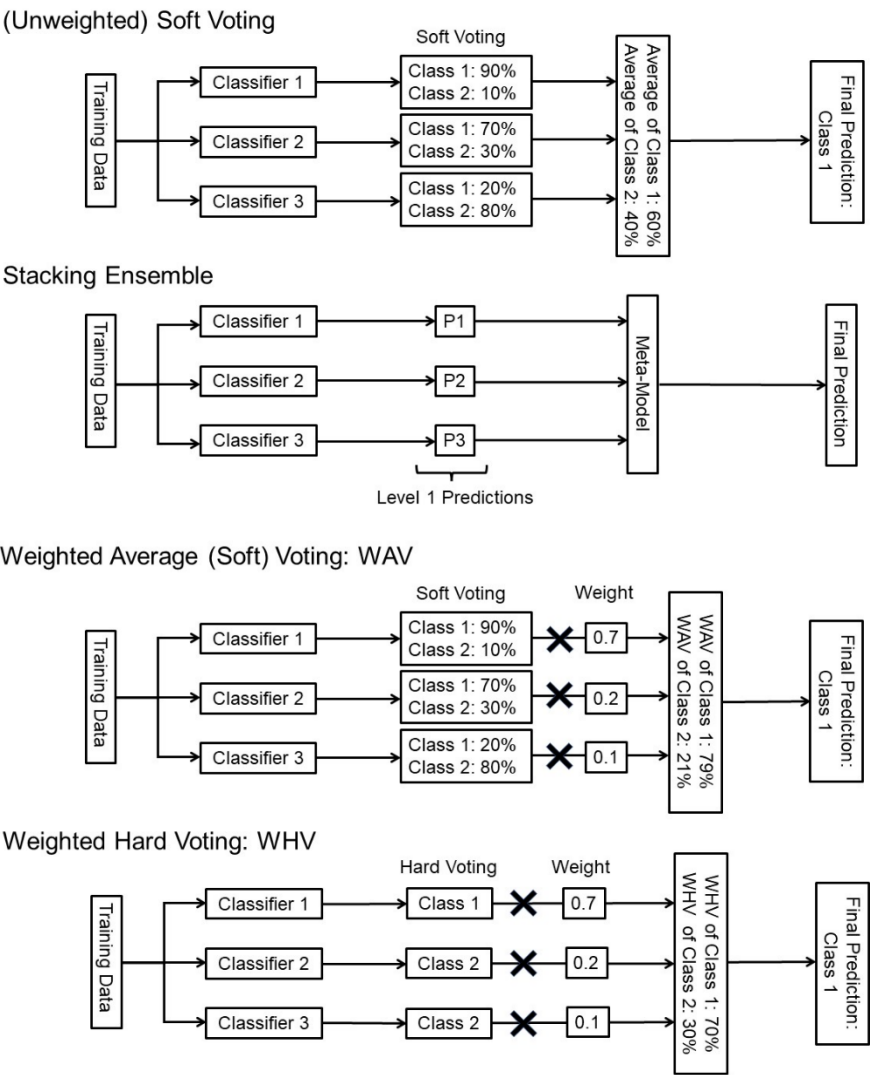 (Unweighted) Soft Voting
Soft Voting
Training Data
Classifier 1
Class 1: 90%
Class 2: 10%
Classifier 2
Class 1: 70%
Class 2: 30%
Classifier 3
Class 1: 20%
Class 2: 80%
Average of Class 1: 60%
Average of Class 2: 40%
Final Prediction:
Class 1
Stacking Ensemble
Training Data
Classifier 1
P1
Classifier 2
P2
Classifier 3
P3
Level 1 Predictions
Meta-Model
Final Prediction
Weighted Average (Soft) Voting: WAV
Soft Voting
Weight
Training Data
Classifier 1
Class 1: 90%
Class 2: 10%
0.7
Classifier 2
Class 1: 70%
Class 2: 30%
0.2
Classifier 3
Class 1: 20%
Class 2: 80%
0.1
WAV of Class 1: 79%
WAV of Class 2: 21%
Final Prediction:
Class 1
Weighted Hard Voting: WHV
Hard Voting
Weight
Training Data
Classifier 1
Class 1
0.7
Classifier 2
Class 2
0.2
Classifier 3
Class 2
0.1
WHV of Class 1: 70%
WHV of Class 2: 30%
Final Prediction:
Class 1